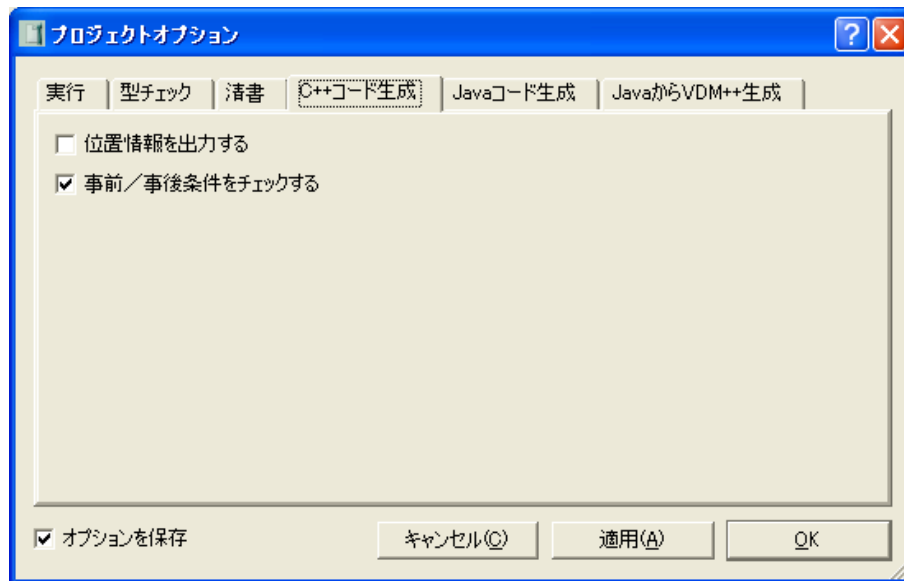 プロジェクトオプション
実行 型チェック 清書 C++コード生成 Javaコード生成 JavaからVDM++生成
位置情報を出力する
事前／事後条件をチェックする
オプションを保存 キャンセル(C) 適用(A) OK